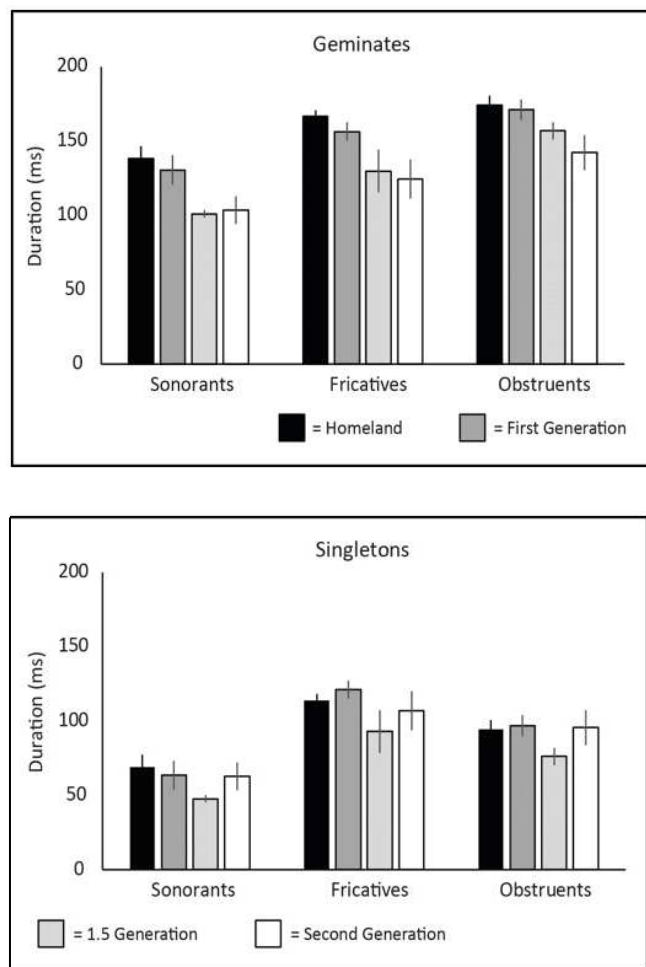 Geminates
200
150
100
50
0
Duration (ms)
Sonorants Fricatives Obstruents
= Homeland = First Generation
Singletons
200
150
100
50
0
Duration (ms)
Sonorants Fricatives Obstruents
= 1.5 Generation = Second Generation